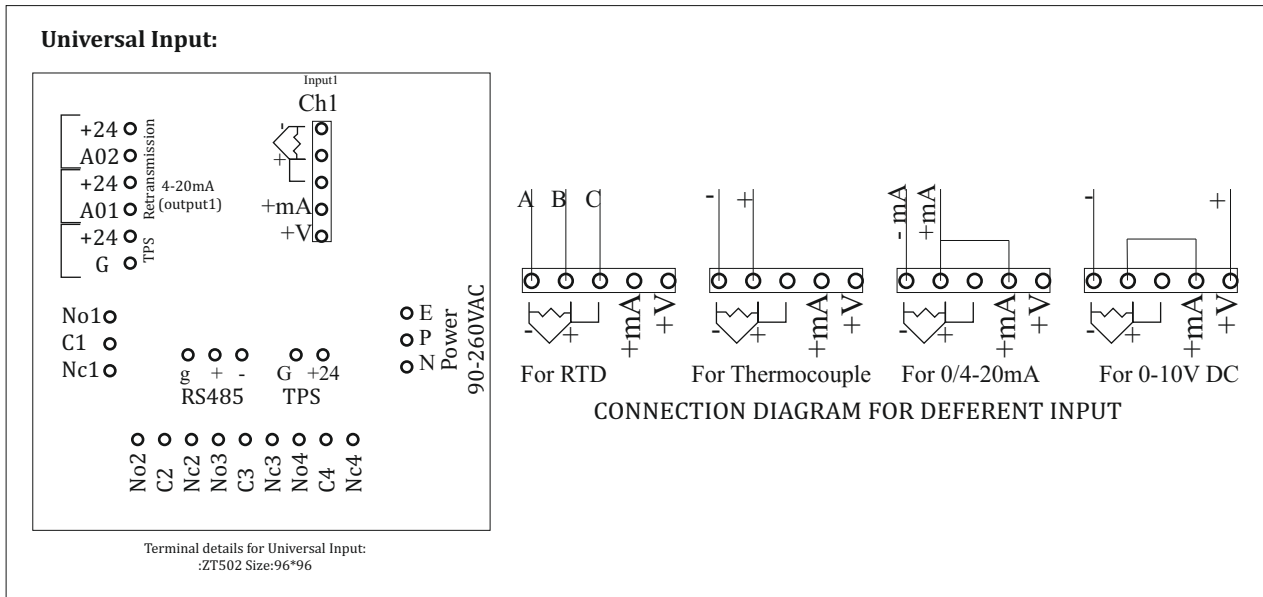 Universal Input:
Input1
Ch1
+24
A02
+24
A01
+24
G
Retransmission
TPS
4-20mA
(output1)
-
+
+mA
+V
No1
C1
Nc1
g + -
RS485
G +24
TPS
E
P
N
Power
90-260VAC
No2 C2 Nc2 No3 C3 Nc3 No4 C4 Nc4
Terminal details for Universal Input:
:ZT502 Size:96*96
A B C
- + +mA +V
For RTD
- +
- + +mA +V
For Thermocouple
- mA +mA
- + +mA +V
For 0/4-20mA
- +
- + +mA +V
For 0-10V DC
CONNECTION DIAGRAM FOR DEFERENT INPUT